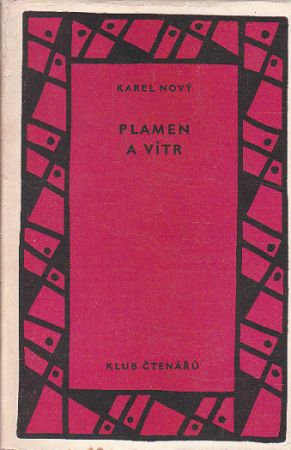 KAREL NOVÝ
PLAMEN
A VÍTR
KLUB ČTENÁŘŮ